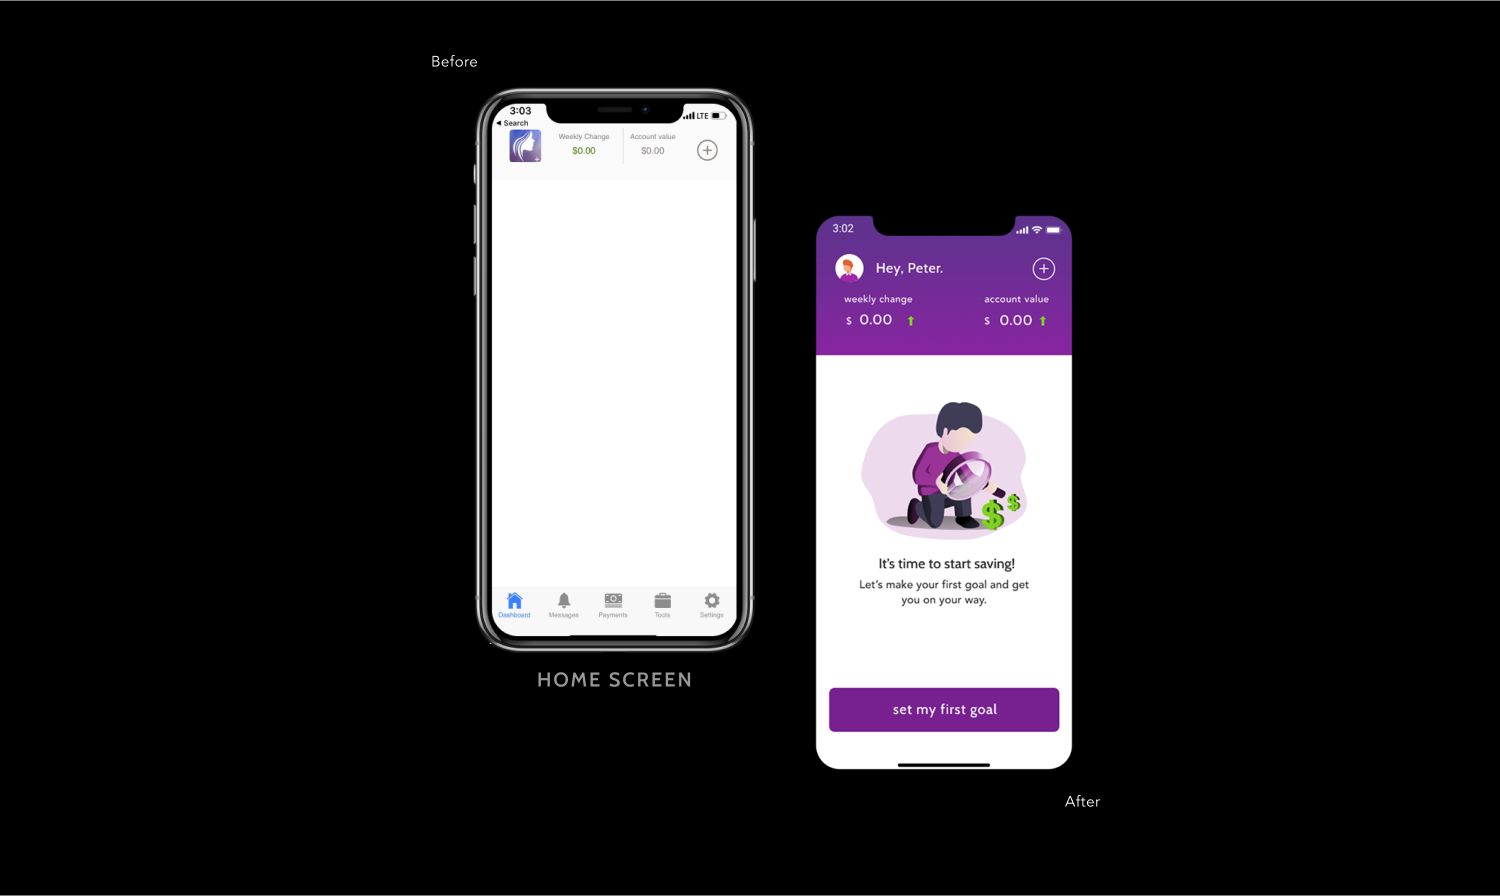 Before
3:03
LTE
◀ Search
Weekly Change
Account value
$0.00
$0.00
Dashboard
Messages
Payments
Tools
Settings
HOME SCREEN
3:02
Hey, Peter.
weekly change
account value
$ 0.00
$ 0.00
$ $
It's time to start saving!
Let's make your first goal and get
you on your way.
set my first goal
After